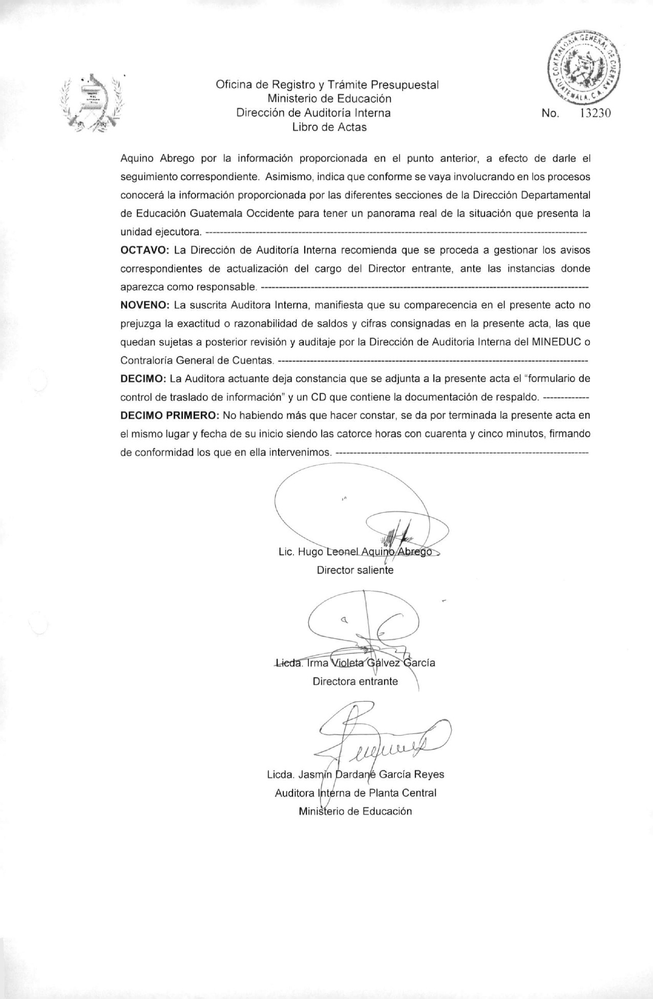 CONTRALORIA GENERAL DE CUENTAS
GUATEMALA, C.A.
Oficina de Registro y Trámite Presupuestal
Ministerio de Educación
Dirección de Auditoría Interna
Libro de Actas
No. 13230
Aquino Abrego por la información proporcionada en el punto anterior, a efecto de darle el
seguimiento correspondiente. Asimismo, indica que conforme se vaya involucrando en los procesos
conocerá la información proporcionada por las diferentes secciones de la Dirección Departamental
de Educación Guatemala Occidente para tener un panorama real de la situación que presenta la
unidad ejecutora. ---
OCTAVO: La Dirección de Auditoría Interna recomienda que se proceda a gestionar los avisos
correspondientes de actualización del cargo del Director entrante, ante las instancias donde
aparezca como responsable. ---
NOVENO: La suscrita Auditora Interna, manifiesta que su comparecencia en el presente acto no
prejuzga la exactitud o razonabilidad de saldos y cifras consignadas en la presente acta, las que
quedan sujetas a posterior revisión y auditaje por la Dirección de Auditoria Interna del MINEDUC o
Contraloría General de Cuentas. ---
DECIMO: La Auditora actuante deja constancia que se adjunta a la presente acta el “formulario de
control de traslado de información” y un CD que contiene la documentación de respaldo. ---
DECIMO PRIMERO: No habiendo más que hacer constar, se da por terminada la presente acta en
el mismo lugar y fecha de su inicio siendo las catorce horas con cuarenta y cinco minutos, firmando
de conformidad los que en ella intervenimos. ---
Lic. Hugo Leonel Aquino Abrego
Director saliente
Licda. Irma Violeta Gálvez García
Directora entrante
Licda. Jasmín Dardané García Reyes
Auditora Interna de Planta Central
Ministerio de Educación